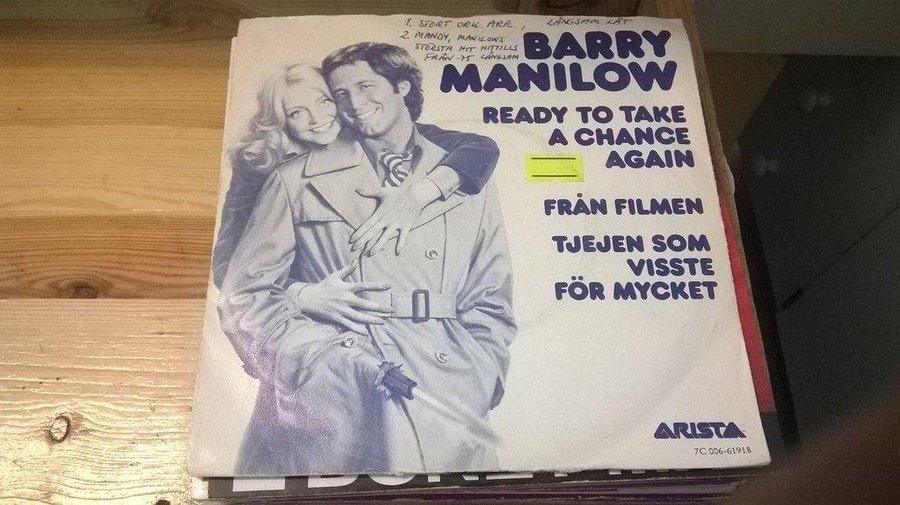 1. STORT ORK. ARR. , LÅNGSAM LÅT
2 MANDY, MANILOWS
STÖRSTA HIT HITTILLS
FRÅN -75 LÅNGSAM
BARRY
MANILOW
READY TO TAKE
A CHANCE
AGAIN
FRÅN FILMEN
TJEJEN SOM
VISSTE
FÖR MYCKET
ARISTA
7C 006-61918